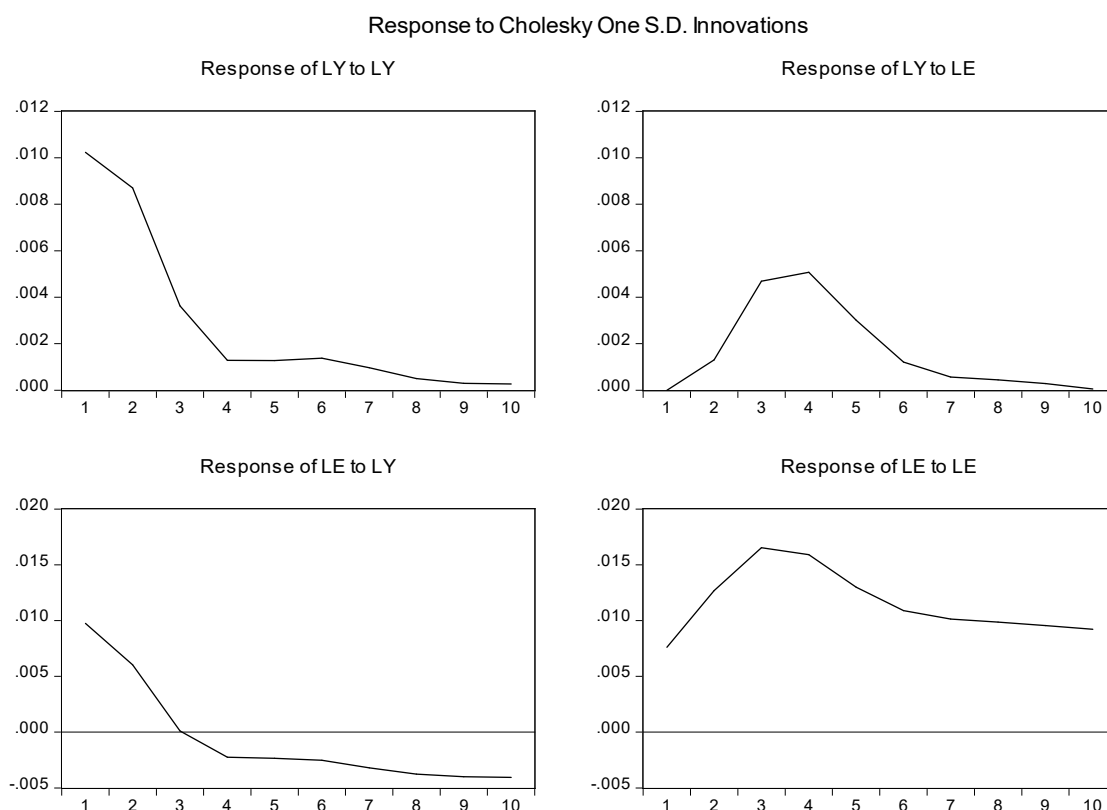 Response to Cholesky One S.D. Innovations
Response of LY to LY
.012
.010
.008
.006
.004
.002
.000
1 2 3 4 5 6 7 8 9 10
Response of LY to LE
.012
.010
.008
.006
.004
.002
.000
1 2 3 4 5 6 7 8 9 10
Response of LE to LY
.020
.015
.010
.005
.000
-.005
1 2 3 4 5 6 7 8 9 10
Response of LE to LE
.020
.015
.010
.005
.000
-.005
1 2 3 4 5 6 7 8 9 10